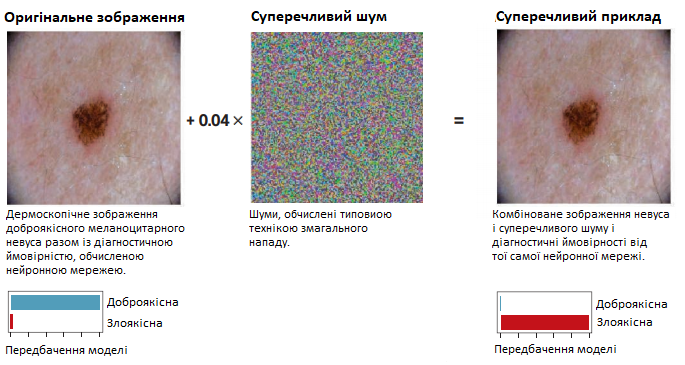 Оригінальне зображення
Суперечливий шум
Суперечливий приклад
+ 0.04 ×
=
Дермоскопічне зображення
доброякісного меланоцитарного
невуса разом із діагностичною
ймовірністю, обчисленою
нейронною мережею.
Шуми, обчислені типовиою
технікою змагального
нападу.
Комбіноване зображення невуса
і суперечливого шуму і
діагностичні ймовірності від
тої самої нейронної мережі.
Доброякісна
Злоякісна
Передбачення моделі
Доброякісна
Злоякісна
Передбачення моделі